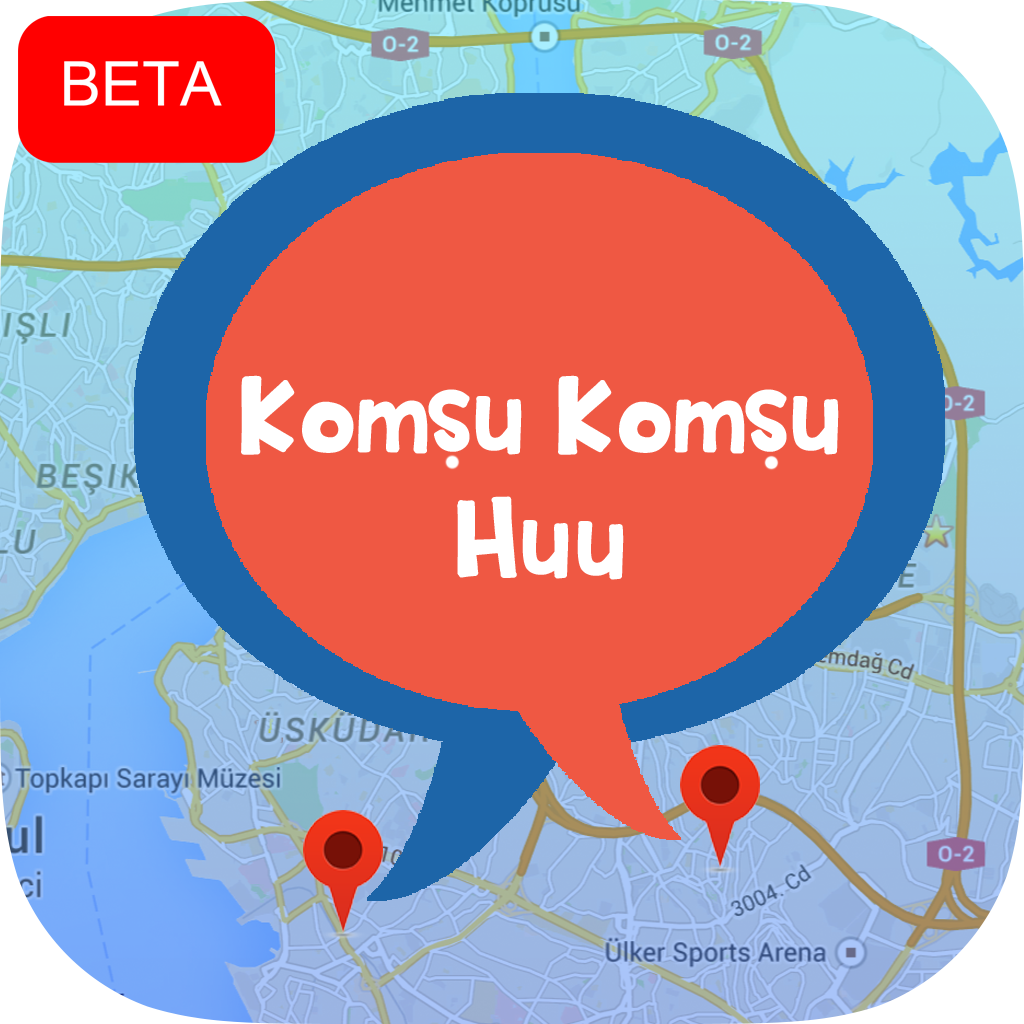 Mehmet Köprüsü
O-2
O-2
BETA
IŞLI
O-2
Komşu Komşu
Huu
BEŞIK
LU
E
emdağ Cd
ÜSKÜDAR
Topkapı Sarayı Müzesi
ul
ci
O-2
3004. Cd
Ülker Sports Arena